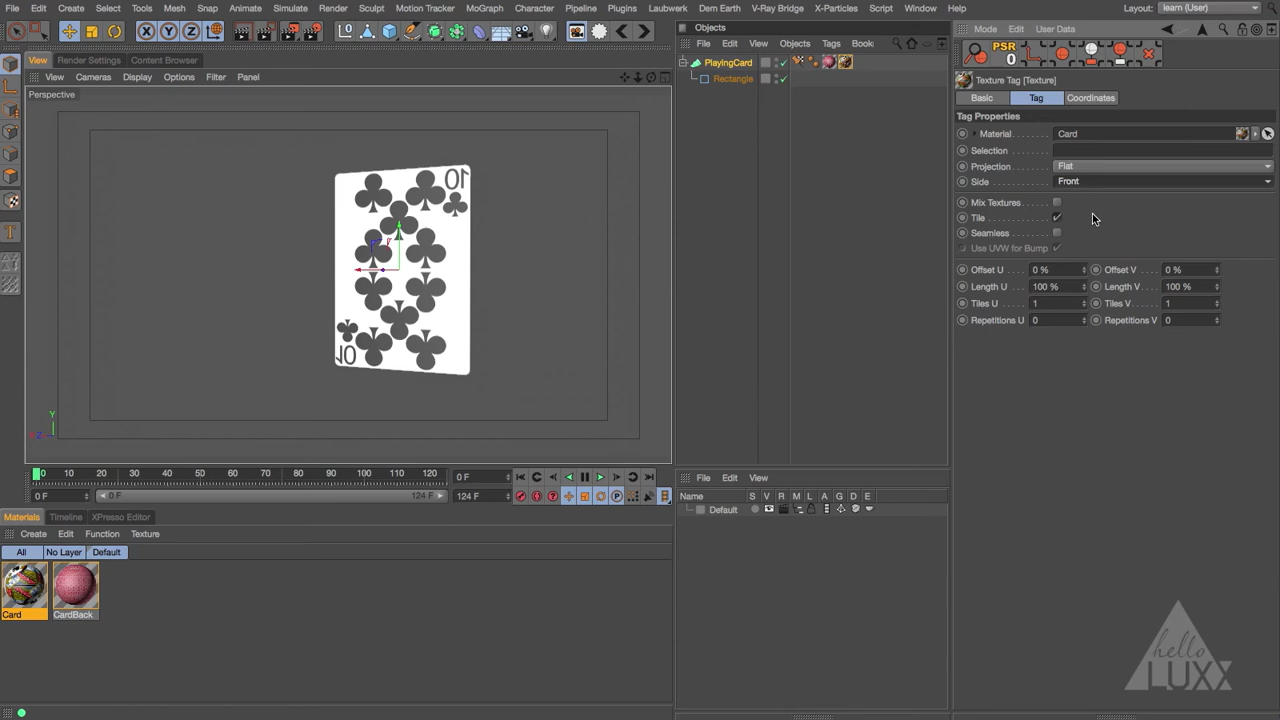 File Edit Create Select Tools Mesh Snap Animate Simulate Render Sculpt Motion Tracker MoGraph Character Pipeline Plugins Laubwerk Dem Earth V-Ray Bridge X-Particles Script Window Help Layout: learn (User)
Objects
File Edit View Objects Tags Book
Mode Edit User Data
View Render Settings Content Browser
View Cameras Display Options Filter Panel
Perspective
PlayingCard
Rectangle
10
10
Y
Z
X Y Z
PSR
0
Texture Tag [Texture]
Basic Tag Coordinates
Tag Properties
Material Card
Selection
Projection Flat
Side Front
Mix Textures
Tile
Seamless
Use UVW for Bump
Offset U 0 % Offset V 0 %
Length U 100 % Length V 100 %
Tiles U 1 Tiles V 1
Repetitions U 0 Repetitions V 0
0 10 20 30 40 50 60 70 80 90 100 110 120 0 F
0 F 0 F 124 F 124 F
File Edit View
Name S V R M L A G D E
Default
Materials Timeline XPresso Editor
Create Edit Function Texture
All No Layer Default
Card CardBack
hello
LUXX